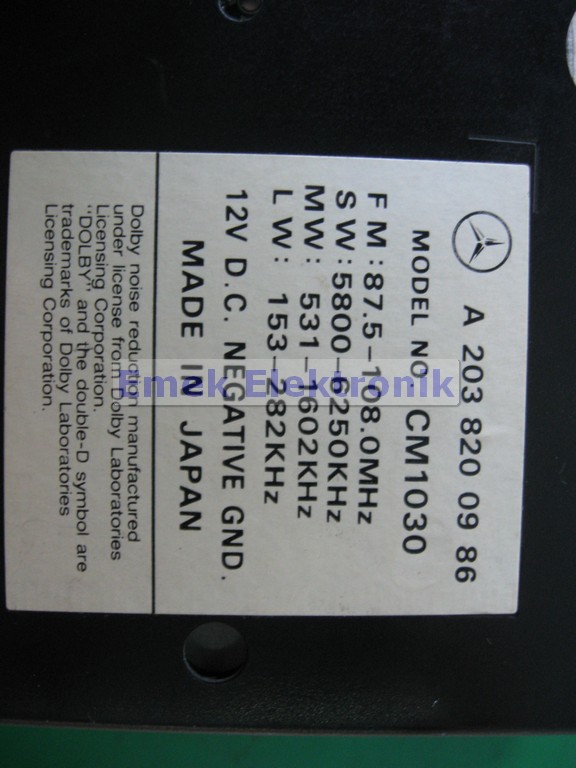 A 203 820 09 86
MODEL NO. CM1030
FM: 87.5-108.0MHz
SW: 5800-6250KHz
MW: 531-1602KHz
LW: 153-282KHz
12V D.C. NEGATIVE GND.
MADE IN JAPAN
Dolby noise reduction manufactured
under license from Dolby Laboratories
Licensing Corporation.
"DOLBY" and the double-D symbol are
trademarks of Dolby Laboratories
Licensing Corporation.
Emek Elektronik